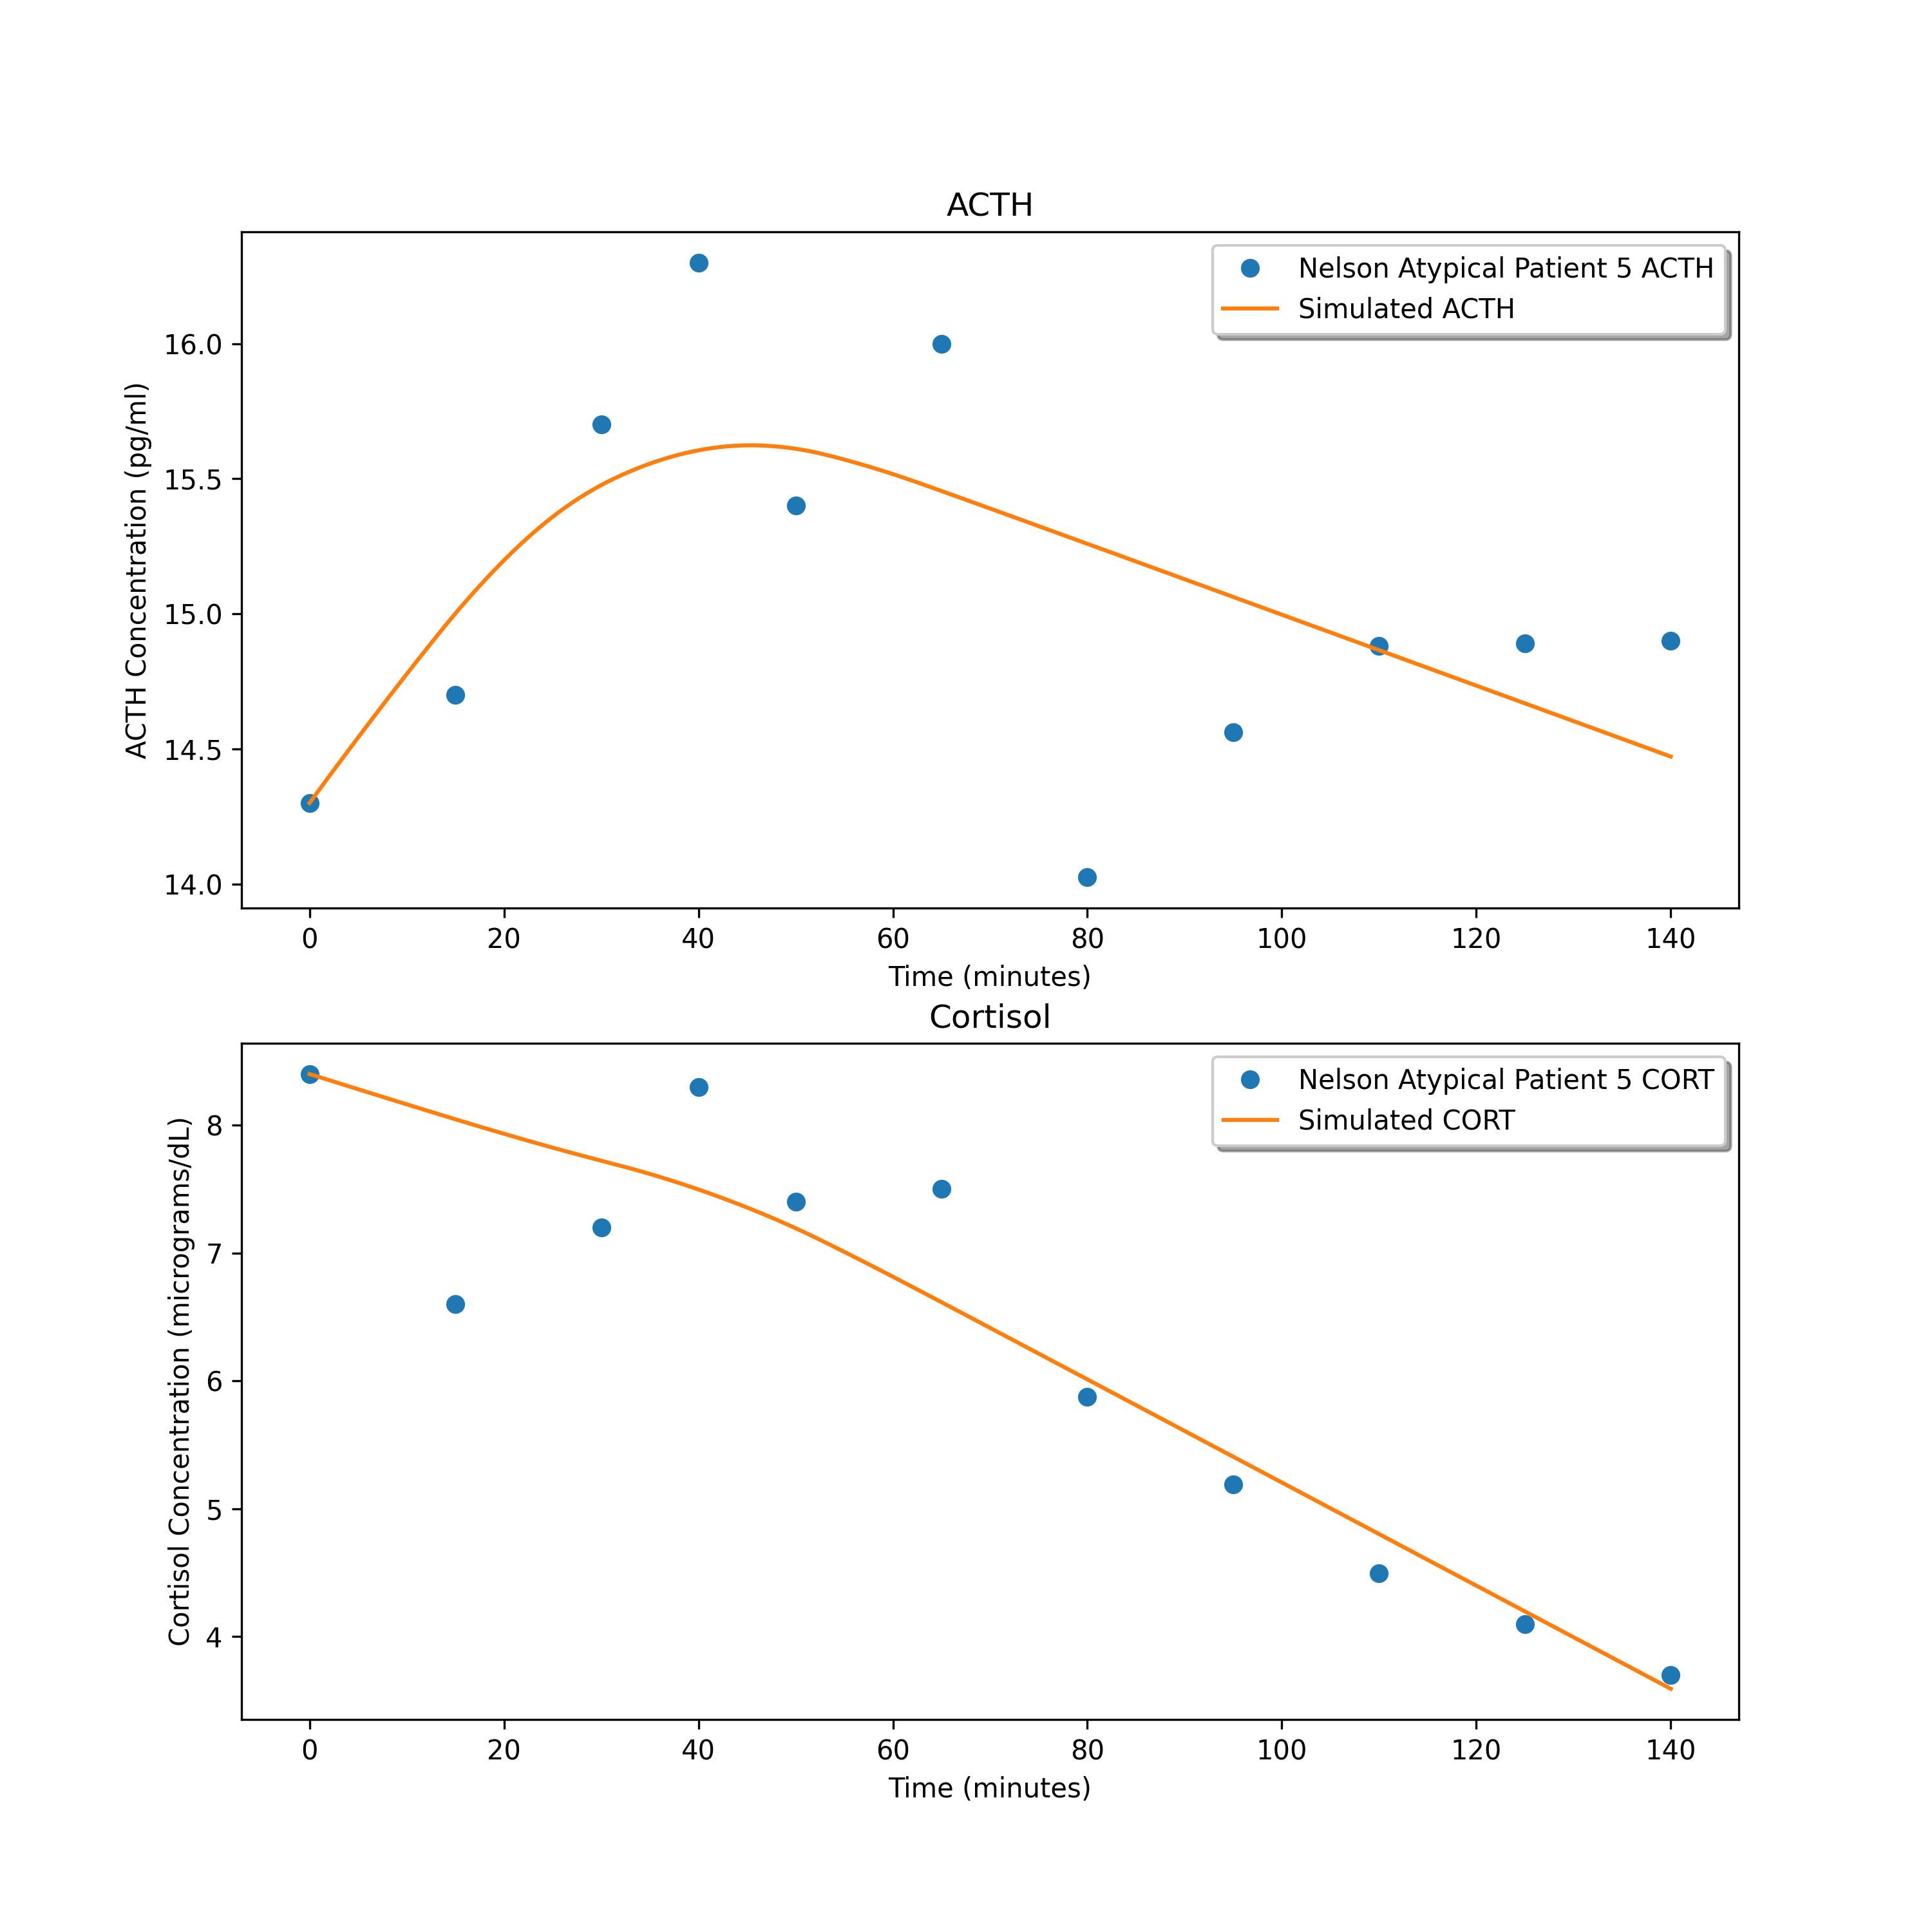 ACTH
Nelson Atypical Patient 5 ACTH
Simulated ACTH
ACTH Concentration (pg/ml)
16.0
15.5
15.0
14.5
14.0
0 20 40 60 80 100 120 140
Time (minutes)
Cortisol
Nelson Atypical Patient 5 CORT
Simulated CORT
Cortisol Concentration (micrograms/dL)
8
7
6
5
4
0 20 40 60 80 100 120 140
Time (minutes)